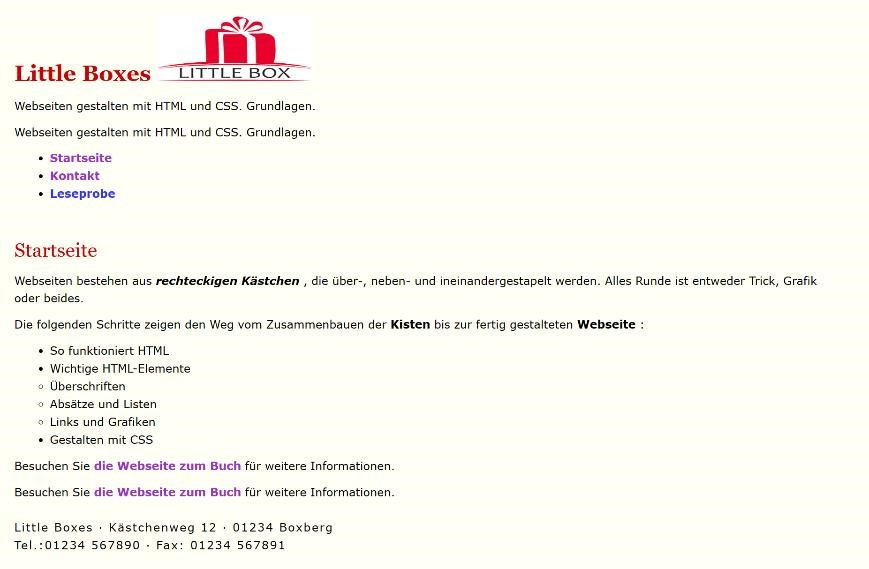 LITTLE BOX
Little Boxes
Webseiten gestalten mit HTML und CSS. Grundlagen.
Webseiten gestalten mit HTML und CSS. Grundlagen.
Startseite
Kontakt
Leseprobe
Startseite
Webseiten bestehen aus rechteckigen Kästchen , die über-, neben- und ineinandergestapelt werden. Alles Runde ist entweder Trick, Grafik
oder beides.
Die folgenden Schritte zeigen den Weg vom Zusammenbauen der Kisten bis zur fertig gestalteten Webseite :
So funktioniert HTML
Wichtige HTML-Elemente
Überschriften
Absätze und Listen
Links und Grafiken
Gestalten mit CSS
Besuchen Sie die Webseite zum Buch für weitere Informationen.
Besuchen Sie die Webseite zum Buch für weitere Informationen.
Little Boxes · Kästchenweg 12 · 01234 Boxberg
Tel.:01234 567890 · Fax: 01234 567891